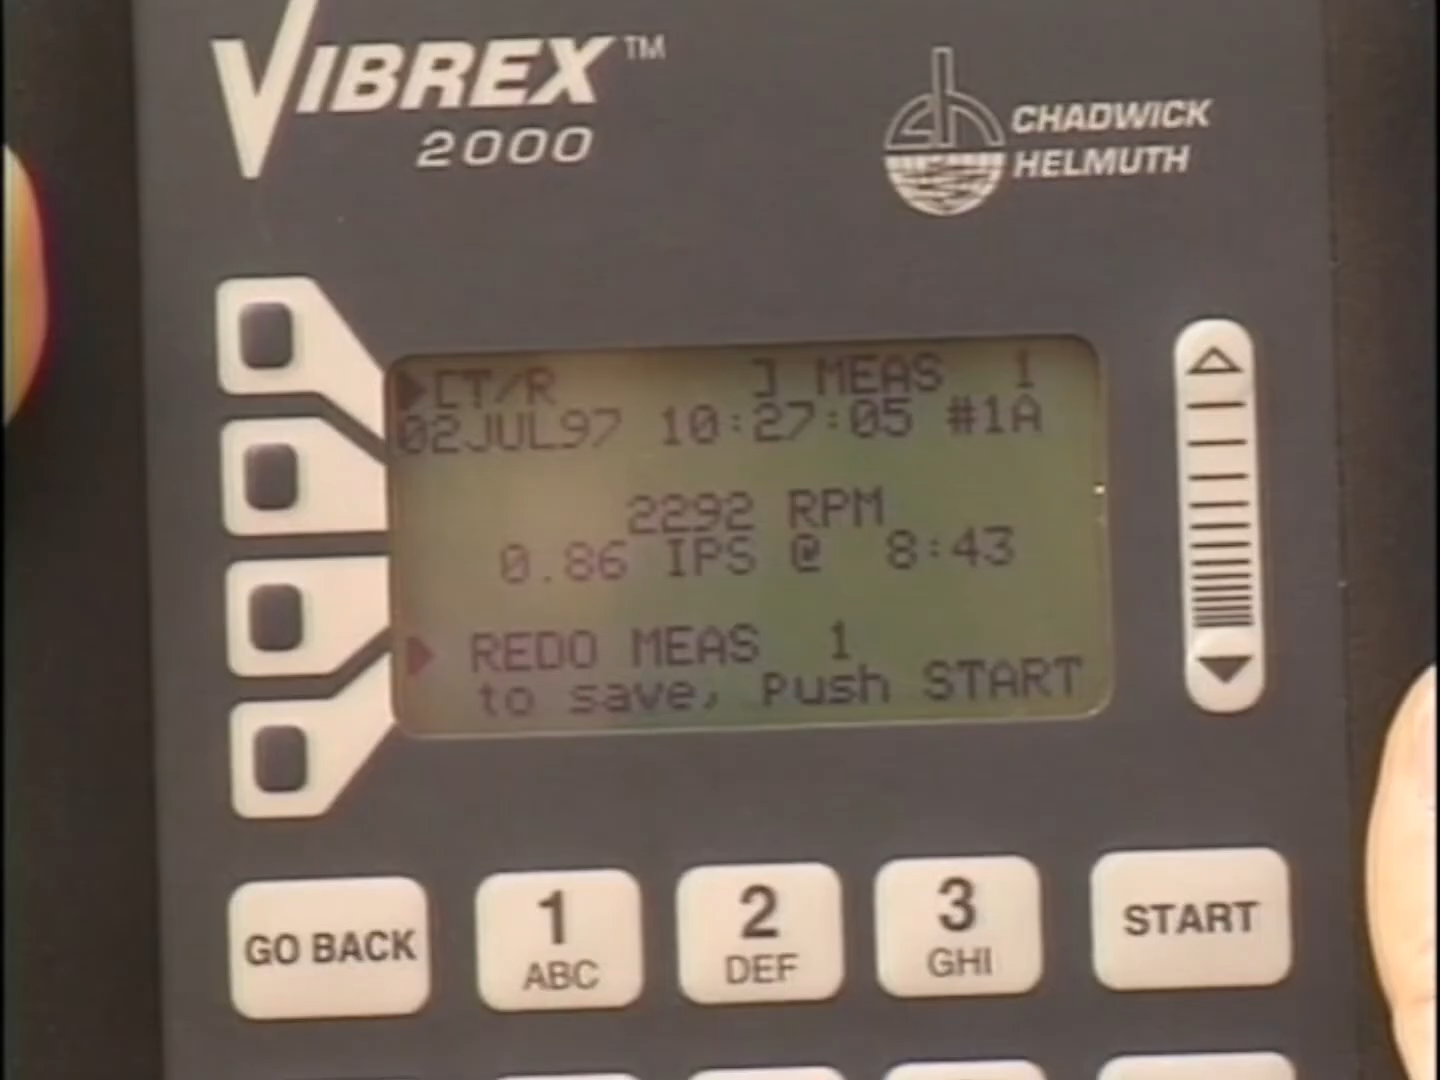 VIBREX™
2000
CHADWICK
HELMUTH
[T/R ] MEAS 1
02JUL97 10:27:05 #1A
2292 RPM
0.86 IPS @ 8:43
REDO MEAS 1
to save, Push START
GO BACK
1
ABC
2
DEF
3
GHI
START